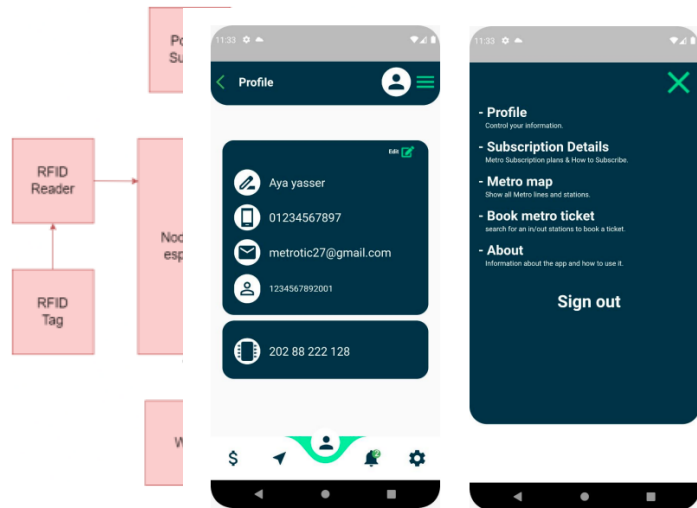 RFID
Reader
RFID
Tag
11:33
Profile
Edit
Aya yasser
01234567897
metrotic27@gmail.com
1234567892001
202 88 222 128
11:33
- Profile
Control your information.
- Subscription Details
Metro Subscription plans & How to Subscribe.
- Metro map
Show all Metro lines and stations.
- Book metro ticket
search for an in/out stations to book a ticket.
- About
Information about the app and how to use it.
Sign out